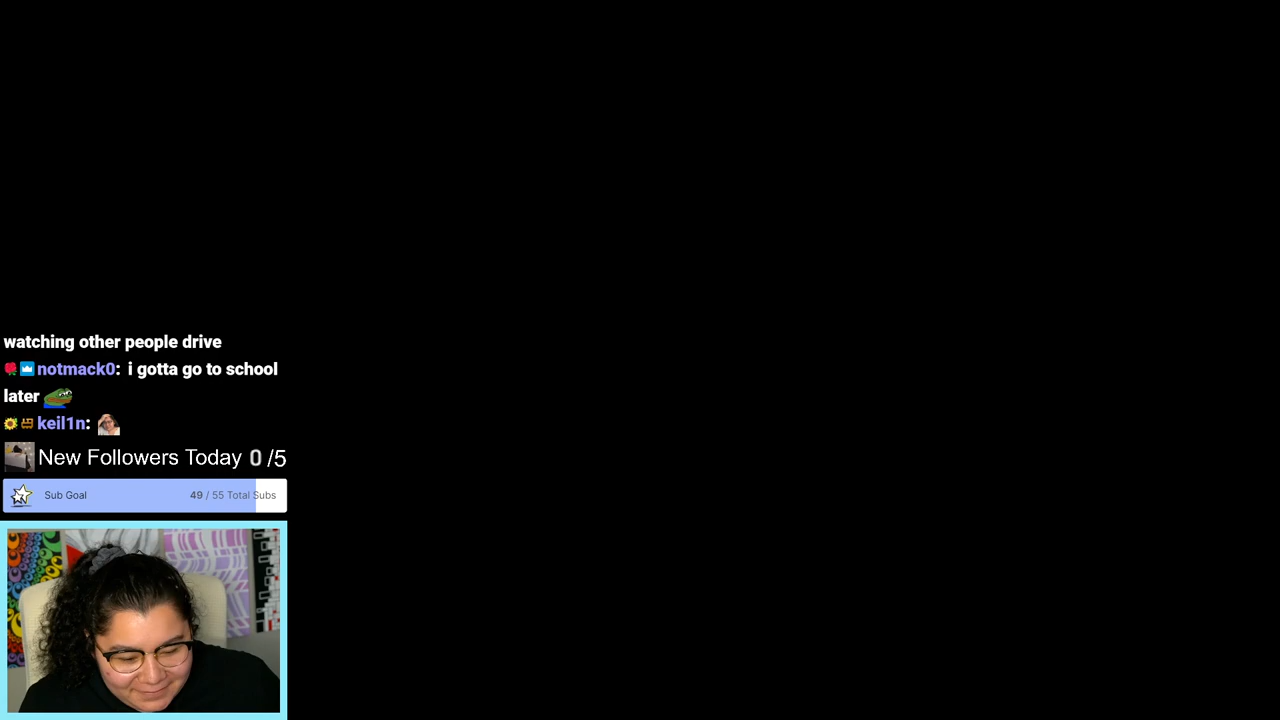 watching other people drive
notmack0: i gotta go to school
later
keil1n:
New Followers Today 0 /5
Sub Goal 49 / 55 Total Subs